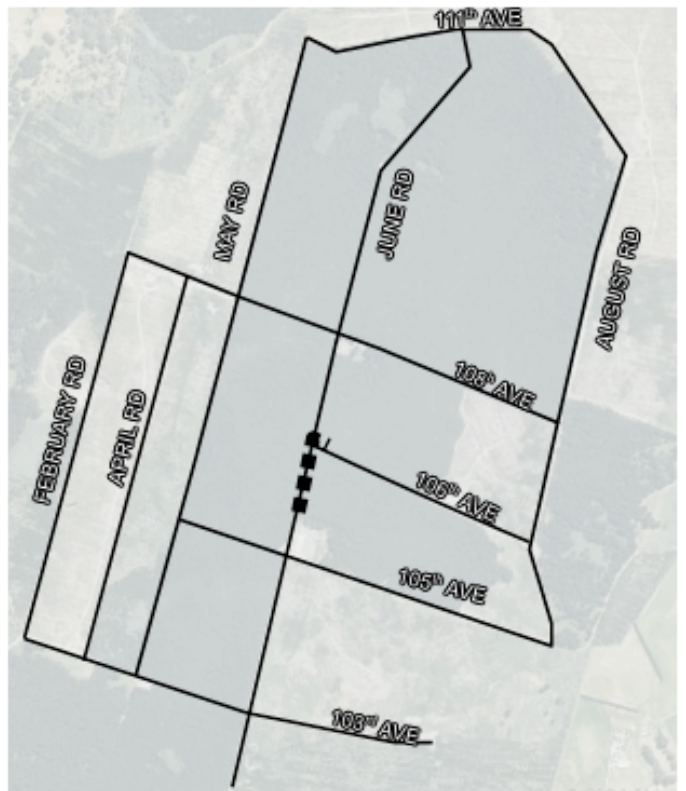 111th AVE
MAY RD
JUNE RD
AUGUST RD
108th AVE
FEBRUARY RD
APRIL RD
106th AVE
105th AVE
103rd AVE